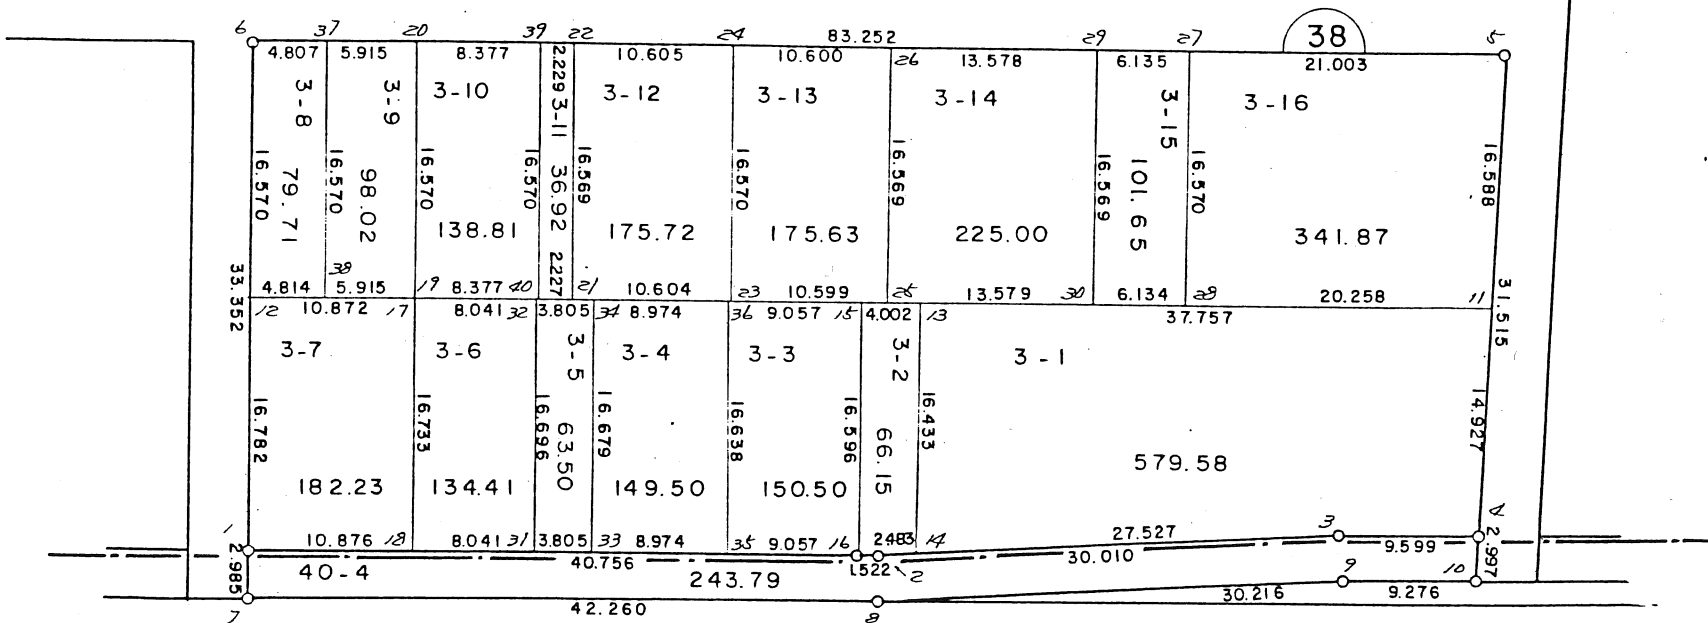 38
6 37 20 39 22 24 83.252 29 27 5
4.807 5.915 8.377 2.229 10.605 10.600 26 13.578 6.135 21.003
3-8 3-9 3-10 3-11 3-12 3-13 3-14 3-15 3-16
16.570 16.570 16.570 16.570 16.569 16.570 16.569 16.569 16.570 16.588
79.71 98.02 138.81 36.92 175.72 175.63 225.00 101.65 341.87
33.352 38 2.227 31.515
4.814 5.915 19 8.377 40 21 10.604 23 10.599 25 13.579 30 6.134 28 20.258 11
12 10.872 17 8.041 32 3.805 34 8.974 36 9.057 15 4.002 13 37.757
3-7 3-6 3-5 3-4 3-3 3-2 3-1
16.782 16.733 16.696 16.679 16.638 16.596 16.433 14.927
182.23 134.41 63.50 149.50 150.50 66.15 579.58
1 10.876 18 8.041 31 3.805 33 8.974 35 9.057 16 2.483 14 27.527 3 4
2.985 40.756 1.522 2 30.010 9.599 2.997
40-4 243.79 9 10
7 42.260 8 30.216 9.276